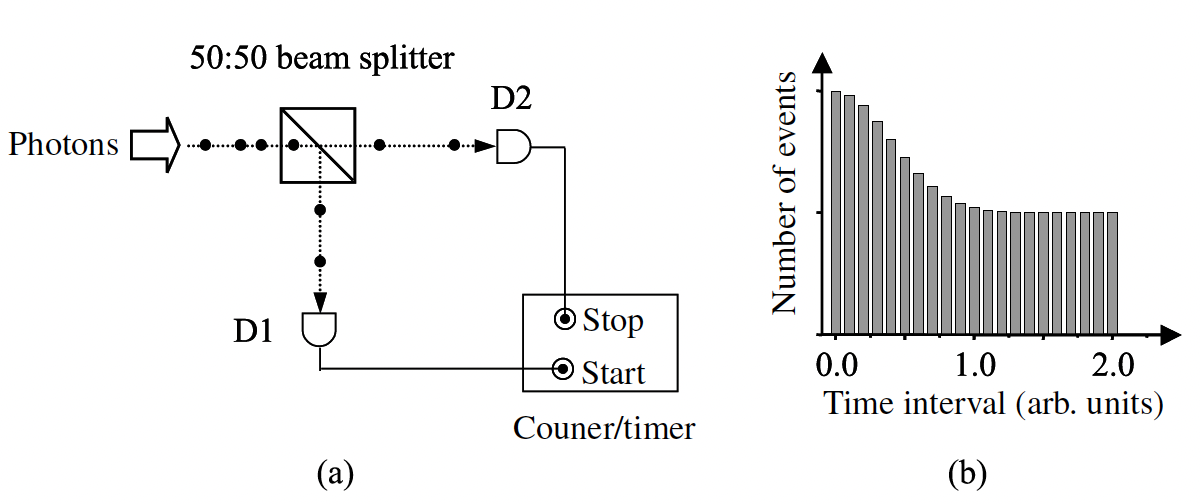 50:50 beam splitter
Photons
D2
D1
Stop
Start
Couner/timer
(a)
Number of events
0.0 1.0 2.0
Time interval (arb. units)
(b)